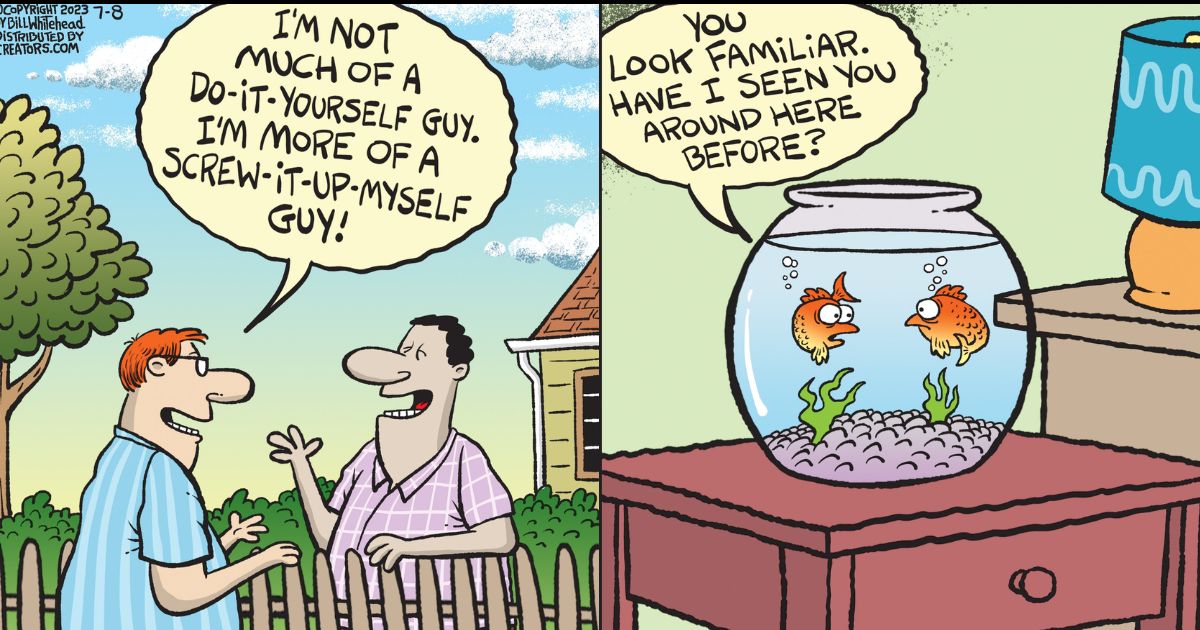 ©COPYRIGHT 2023 7-8
BY BILL WHITEHEAD
DISTRIBUTED BY
CREATORS.COM
I'M NOT
MUCH OF A
DO-iT-YOURSELF GUY.
I'M MORE OF A
SCREW-iT-UP-MYSELF
GUY!
YOU
LOOK FAMiLiAR.
HAVE I SEEN YOU
AROUND HERE
BEFORE?